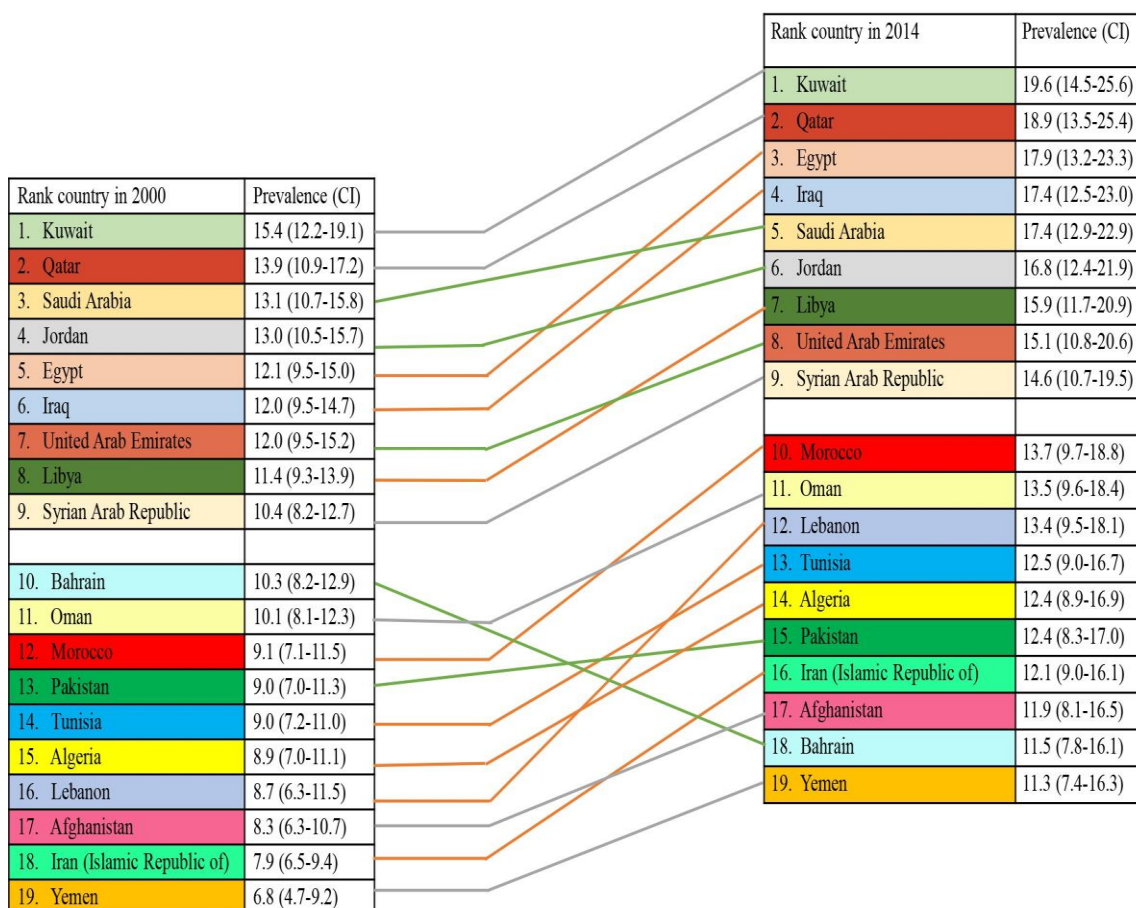 Rank country in 2000 Prevalence (CI)
1. Kuwait 15.4 (12.2-19.1)
2. Qatar 13.9 (10.9-17.2)
3. Saudi Arabia 13.1 (10.7-15.8)
4. Jordan 13.0 (10.5-15.7)
5. Egypt 12.1 (9.5-15.0)
6. Iraq 12.0 (9.5-14.7)
7. United Arab Emirates 12.0 (9.5-15.2)
8. Libya 11.4 (9.3-13.9)
9. Syrian Arab Republic 10.4 (8.2-12.7)
10. Bahrain 10.3 (8.2-12.9)
11. Oman 10.1 (8.1-12.3)
12. Morocco 9.1 (7.1-11.5)
13. Pakistan 9.0 (7.0-11.3)
14. Tunisia 9.0 (7.2-11.0)
15. Algeria 8.9 (7.0-11.1)
16. Lebanon 8.7 (6.3-11.5)
17. Afghanistan 8.3 (6.3-10.7)
18. Iran (Islamic Republic of) 7.9 (6.5-9.4)
19. Yemen 6.8 (4.7-9.2)
Rank country in 2014 Prevalence (CI)
1. Kuwait 19.6 (14.5-25.6)
2. Qatar 18.9 (13.5-25.4)
3. Egypt 17.9 (13.2-23.3)
4. Iraq 17.4 (12.5-23.0)
5. Saudi Arabia 17.4 (12.9-22.9)
6. Jordan 16.8 (12.4-21.9)
7. Libya 15.9 (11.7-20.9)
8. United Arab Emirates 15.1 (10.8-20.6)
9. Syrian Arab Republic 14.6 (10.7-19.5)
10. Morocco 13.7 (9.7-18.8)
11. Oman 13.5 (9.6-18.4)
12. Lebanon 13.4 (9.5-18.1)
13. Tunisia 12.5 (9.0-16.7)
14. Algeria 12.4 (8.9-16.9)
15. Pakistan 12.4 (8.3-17.0)
16. Iran (Islamic Republic of) 12.1 (9.0-16.1)
17. Afghanistan 11.9 (8.1-16.5)
18. Bahrain 11.5 (7.8-16.1)
19. Yemen 11.3 (7.4-16.3)